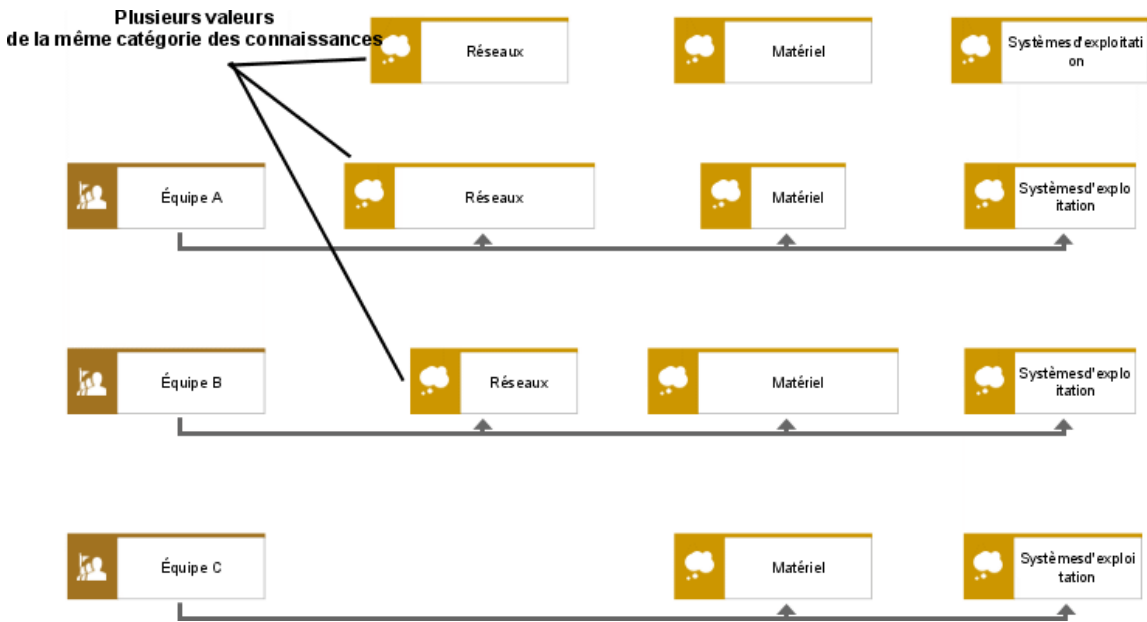 Plusieurs valeurs
de la même catégorie des connaissances
Réseaux
Matériel
Systèmesd'exploitati
on
Équipe A
Réseaux
Matériel
Systèmesd'explo
itation
Équipe B
Réseaux
Matériel
Systèmesd'explo
itation
Équipe C
Matériel
Systèmesd'exploi
tation